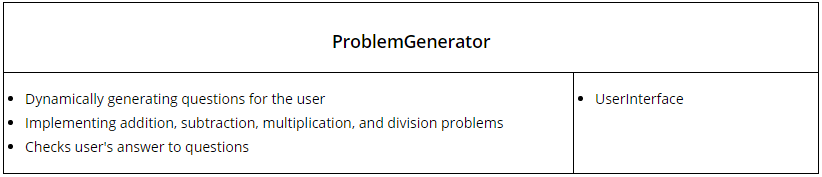 ProblemGenerator
• Dynamically generating questions for the user
• Implementing addition, subtraction, multiplication, and division problems
• Checks user's answer to questions
• UserInterface